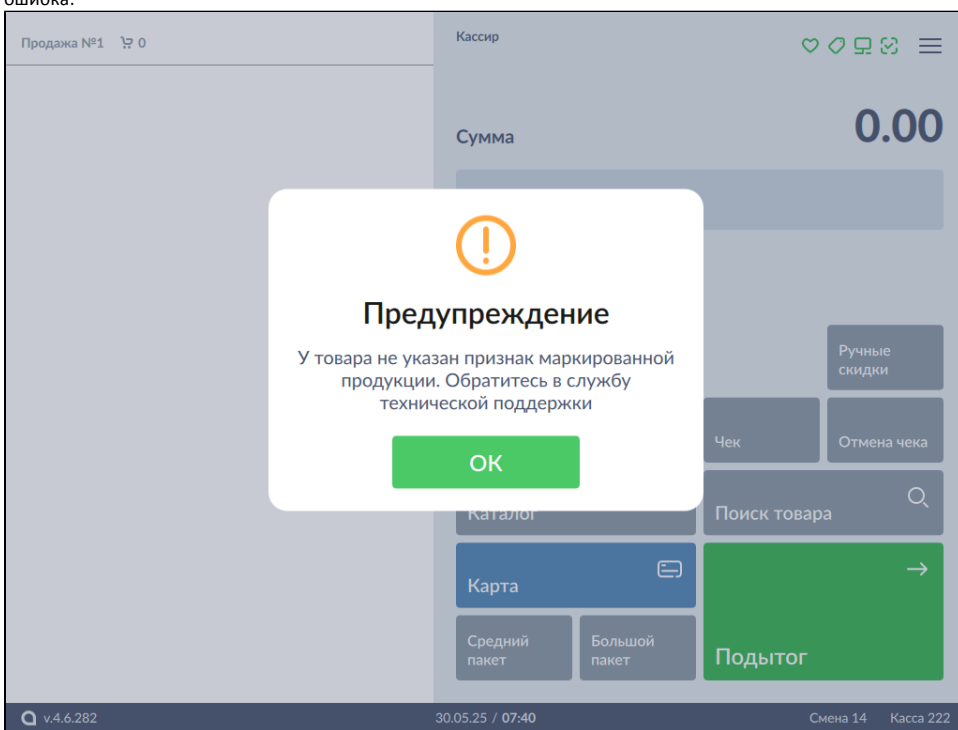 ошибка:
Продажа №1 0
Кассир
Сумма
0.00
Предупреждение
У товара не указан признак маркированной
продукции. Обратитесь в службу
технической поддержки
ОК
Ручные
скидки
Чек
Отмена чека
Каталог
Поиск товара
Карта
Средний
пакет
Большой
пакет
Подытог
v.4.6.282
30.05.25 / 07:40
Смена 14
Касса 222